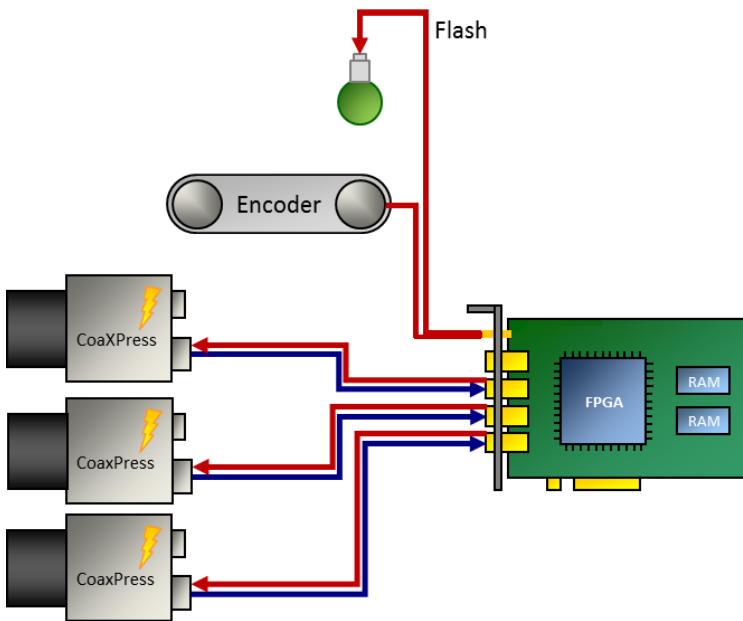 Flash
Encoder
CoaXPress
CoaxPress
CoaxPress
FPGA
RAM
RAM